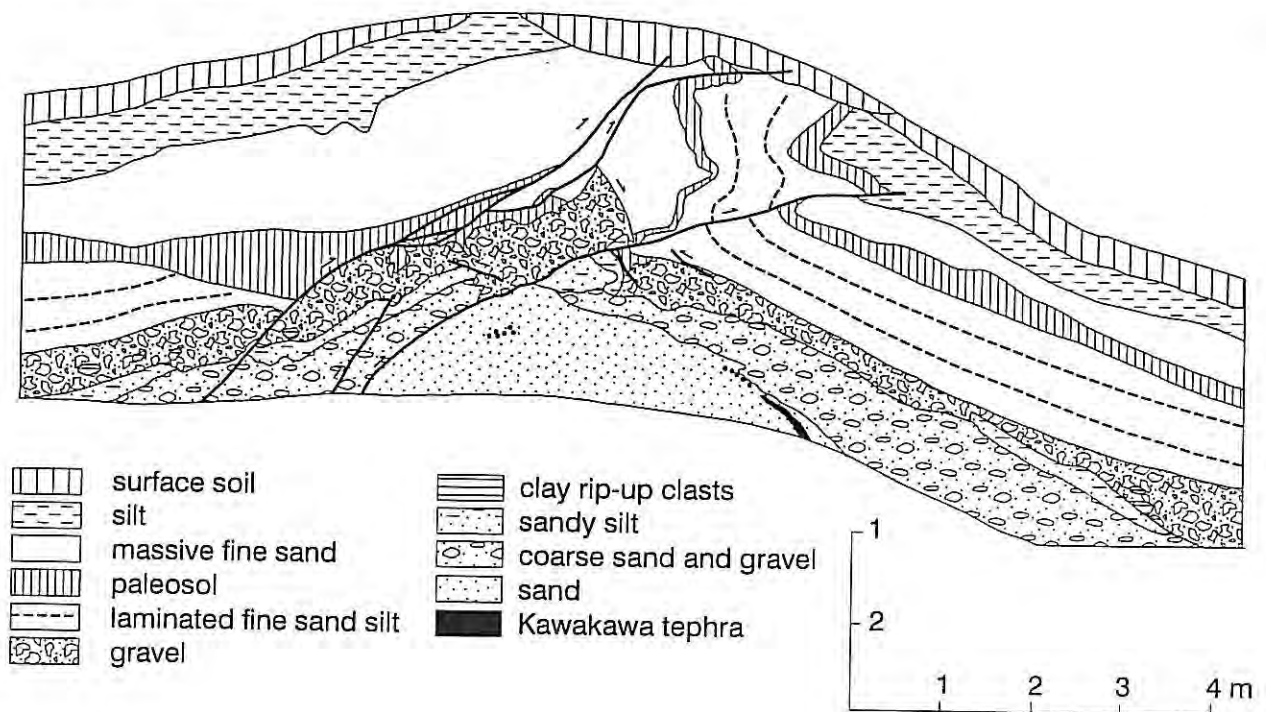 surface soil
silt
massive fine sand
paleosol
laminated fine sand silt
gravel
clay rip-up clasts
sandy silt
coarse sand and gravel
sand
Kawakawa tephra
1
2
1 2 3 4 m